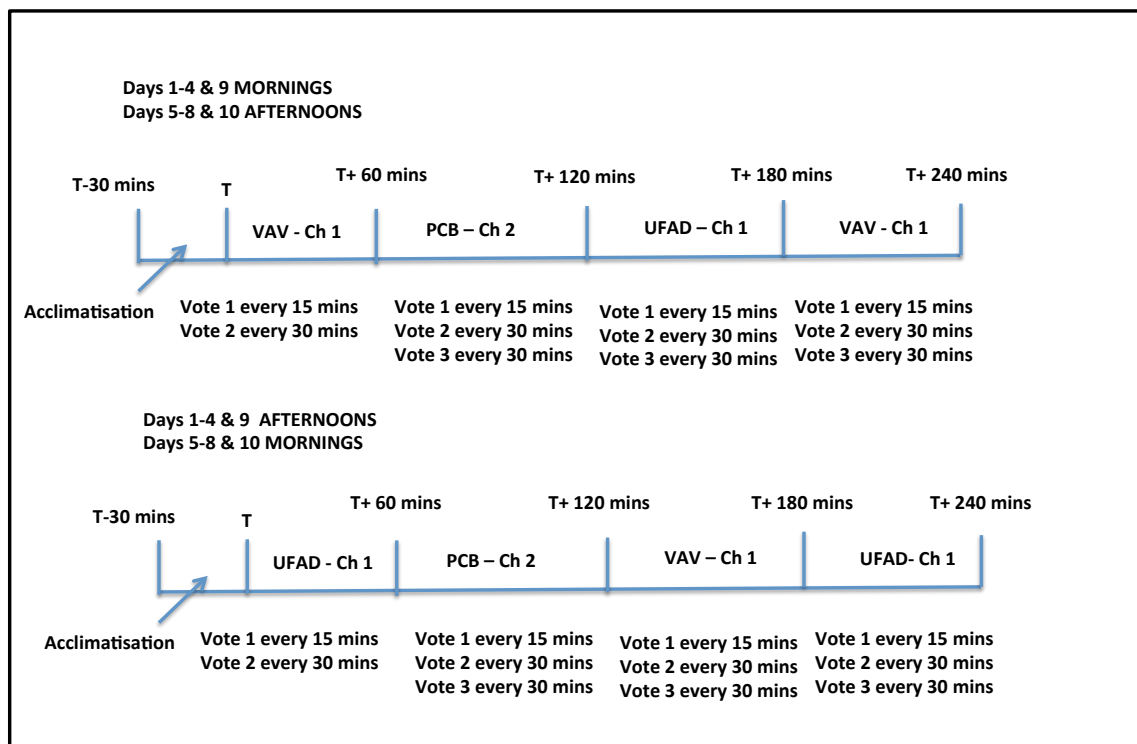 Days 1-4 & 9 MORNINGS
Days 5-8 & 10 AFTERNOONS
T-30 mins
T
T+ 60 mins
T+ 120 mins
T+ 180 mins
T+ 240 mins
VAV - Ch 1
PCB – Ch 2
UFAD – Ch 1
VAV - Ch 1
Acclimatisation
Vote 1 every 15 mins
Vote 2 every 30 mins
Vote 1 every 15 mins
Vote 2 every 30 mins
Vote 3 every 30 mins
Vote 1 every 15 mins
Vote 2 every 30 mins
Vote 3 every 30 mins
Vote 1 every 15 mins
Vote 2 every 30 mins
Vote 3 every 30 mins
Days 1-4 & 9 AFTERNOONS
Days 5-8 & 10 MORNINGS
T-30 mins
T
T+ 60 mins
T+ 120 mins
T+ 180 mins
T+ 240 mins
UFAD - Ch 1
PCB – Ch 2
VAV – Ch 1
UFAD- Ch 1
Acclimatisation
Vote 1 every 15 mins
Vote 2 every 30 mins
Vote 1 every 15 mins
Vote 2 every 30 mins
Vote 3 every 30 mins
Vote 1 every 15 mins
Vote 2 every 30 mins
Vote 3 every 30 mins
Vote 1 every 15 mins
Vote 2 every 30 mins
Vote 3 every 30 mins